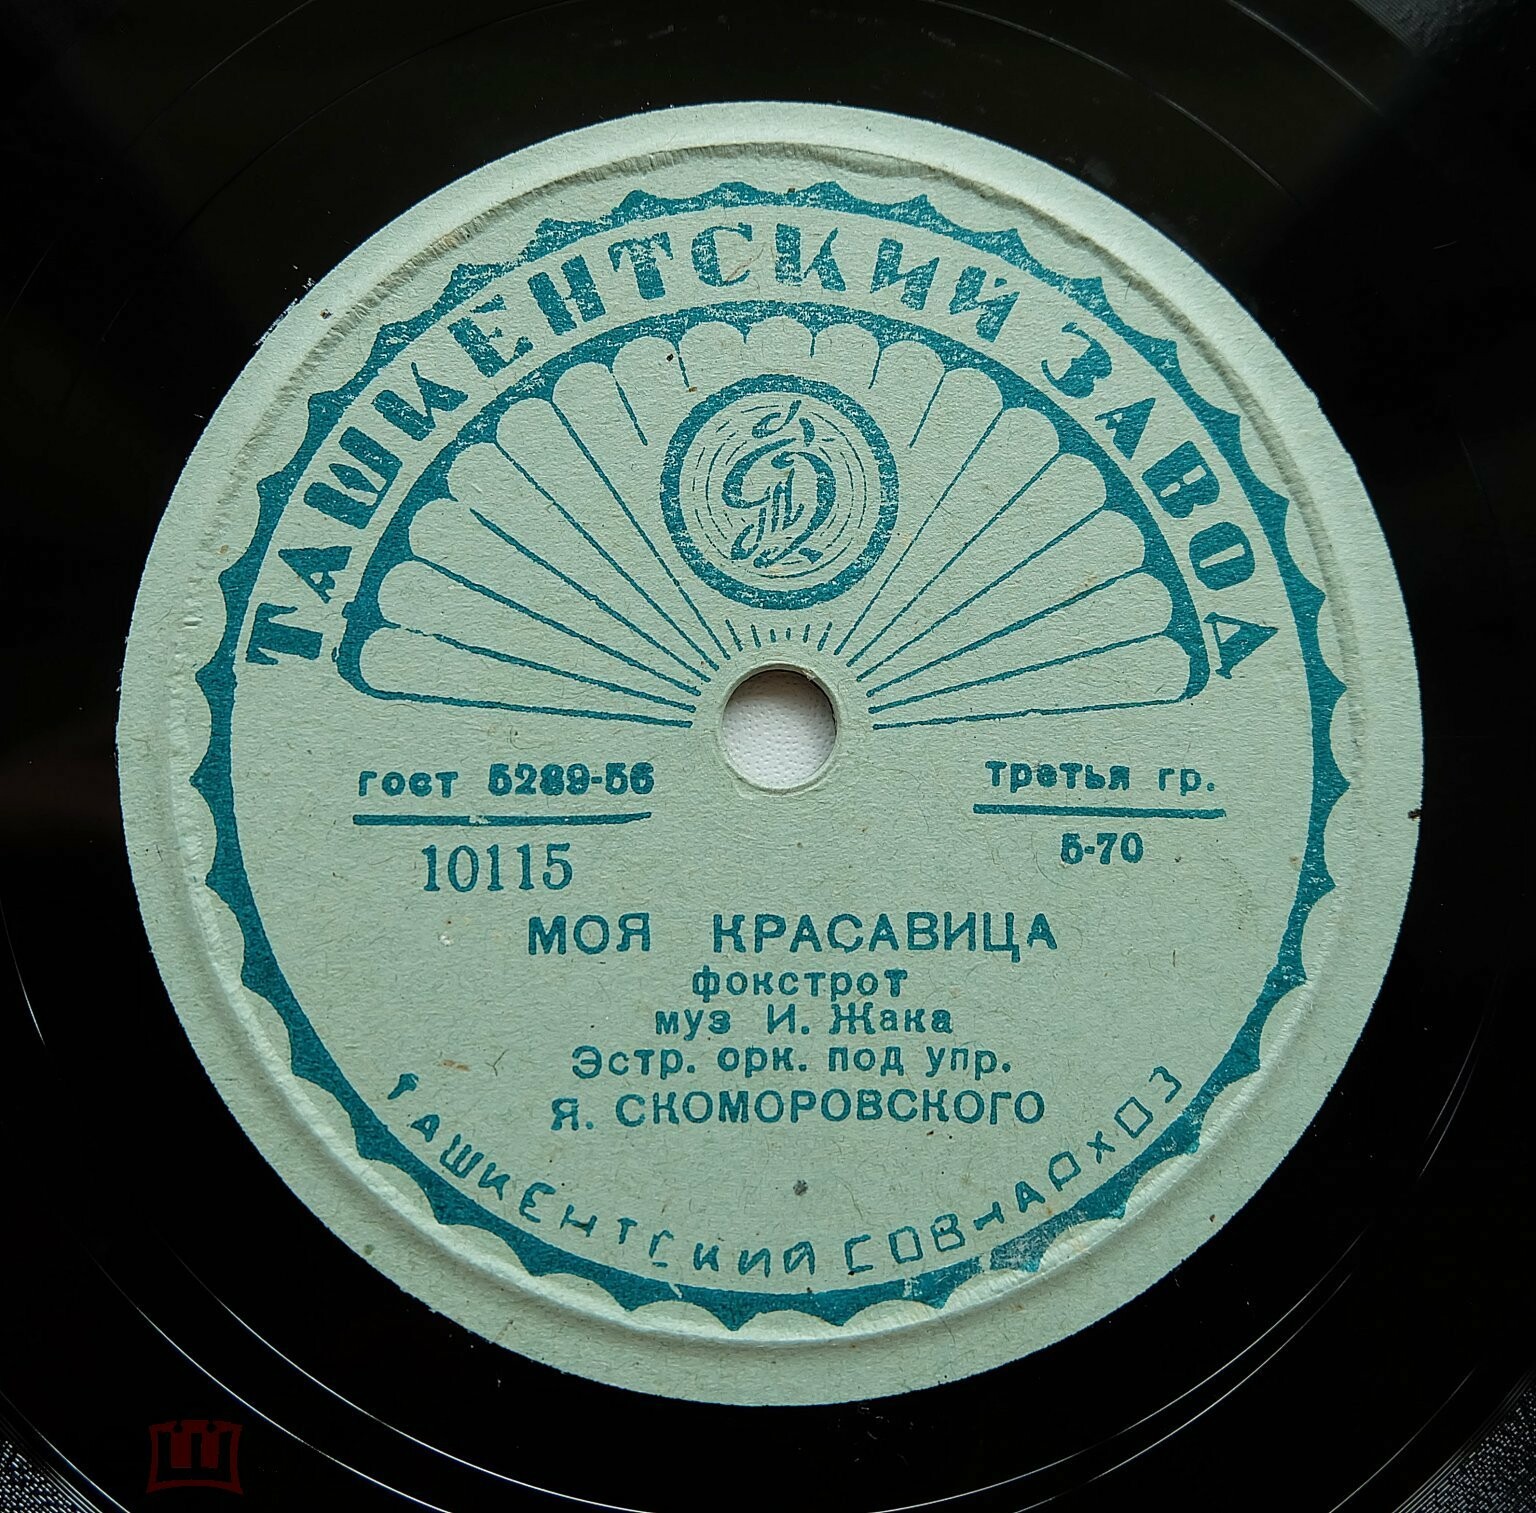 ТАШКЕНТСКИЙ ЗАВОД
гост 5289-56
третья гр.
10115
5-70
МОЯ КРАСАВИЦА
фокстрот
муз И. Жака
Эстр. орк. под упр.
Я. СКОМОРОВСКОГО
ТАШКЕНТСКИЙ СОВНАРХОЗ